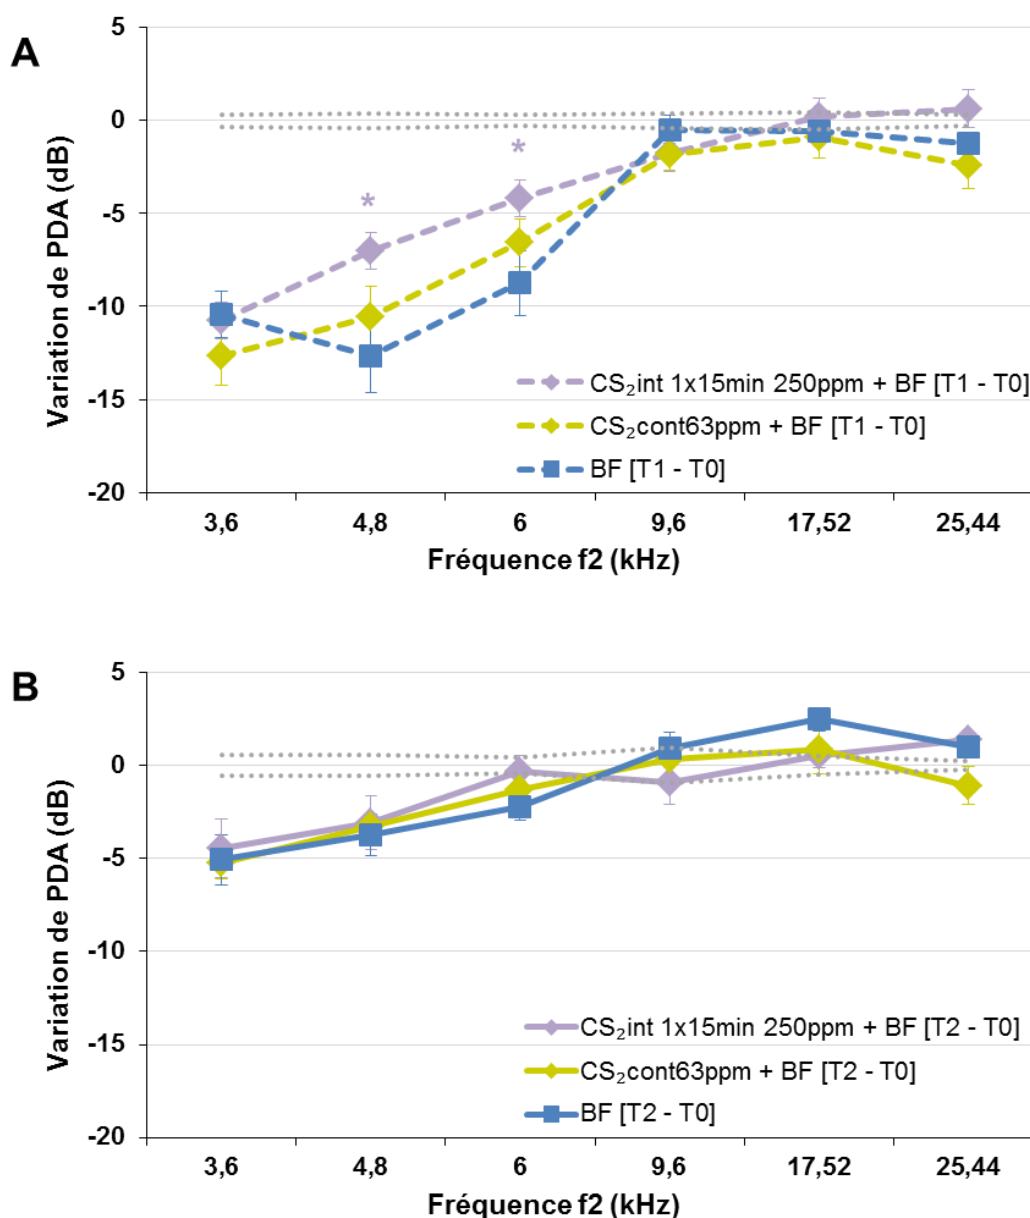 A
Variation de PDA (dB)
5
0
-5
-10
-15
-20
*
*
CS₂int 1x15min 250ppm + BF [T1 - T0]
CS₂cont63ppm + BF [T1 - T0]
BF [T1 - T0]
3,6 4,8 6 9,6 17,52 25,44
Fréquence f2 (kHz)
B
Variation de PDA (dB)
5
0
-5
-10
-15
-20
CS₂int 1x15min 250ppm + BF [T2 - T0]
CS₂cont63ppm + BF [T2 - T0]
BF [T2 - T0]
3,6 4,8 6 9,6 17,52 25,44
Fréquence f2 (kHz)